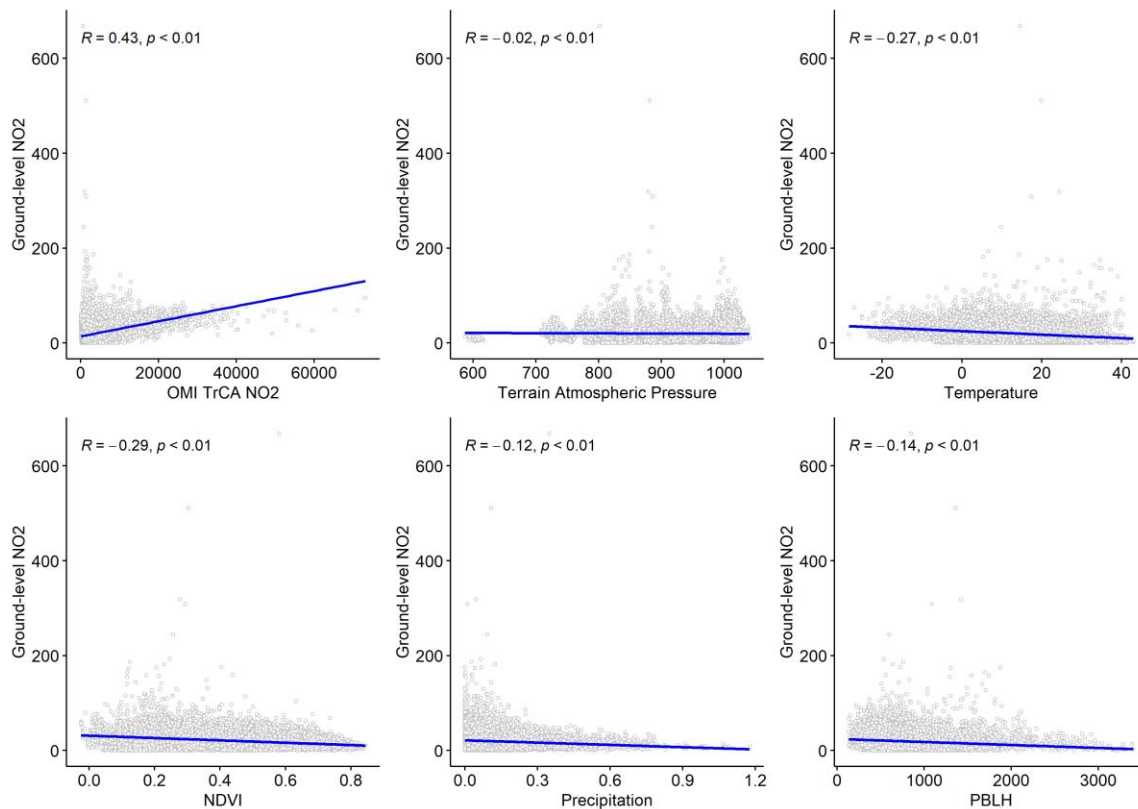 R = 0.43, p < 0.01
Ground-level NO2
600
400
200
0
0 20000 40000 60000
OMI TrCA NO2
R = −0.02, p < 0.01
Ground-level NO2
600
400
200
0
600 700 800 900 1000
Terrain Atmospheric Pressure
R = −0.27, p < 0.01
Ground-level NO2
600
400
200
0
-20 0 20 40
Temperature
R = −0.29, p < 0.01
Ground-level NO2
600
400
200
0
0.0 0.2 0.4 0.6 0.8
NDVI
R = −0.12, p < 0.01
Ground-level NO2
600
400
200
0
0.0 0.3 0.6 0.9 1.2
Precipitation
R = −0.14, p < 0.01
Ground-level NO2
600
400
200
0
0 1000 2000 3000
PBLH